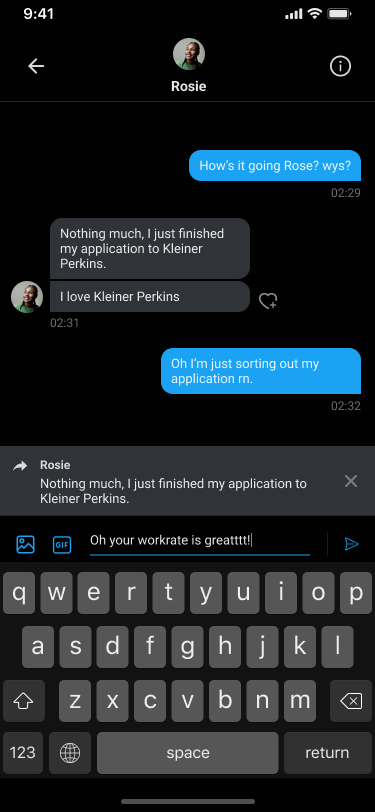 9:41
Rosie
How's it going Rose? wys?
02:29
Nothing much, I just finished
my application to Kleiner
Perkins.
I love Kleiner Perkins
02:31
Oh I'm just sorting out my
application rn.
02:32
Rosie
Nothing much, I just finished my application to
Kleiner Perkins.
GIF
Oh your workrate is greatttt!
q w e r t y u i o p
a s d f g h j k l
z x c v b n m
123 space return